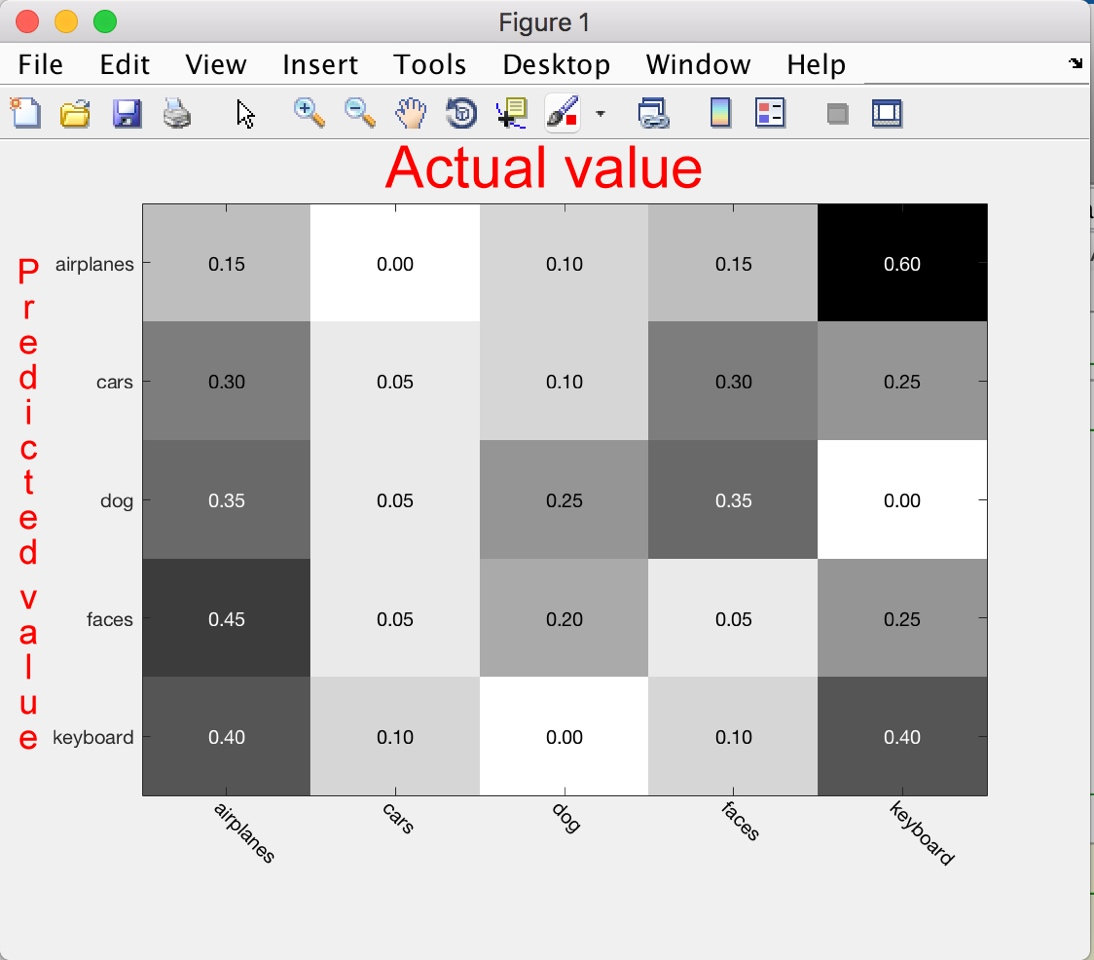 Figure 1
File Edit View Insert Tools Desktop Window Help
Actual value
Predicted value
airplanes 0.15 0.00 0.10 0.15 0.60
cars 0.30 0.05 0.10 0.30 0.25
dog 0.35 0.05 0.25 0.35 0.00
faces 0.45 0.05 0.20 0.05 0.25
keyboard 0.40 0.10 0.00 0.10 0.40
airplanes cars dog faces keyboard